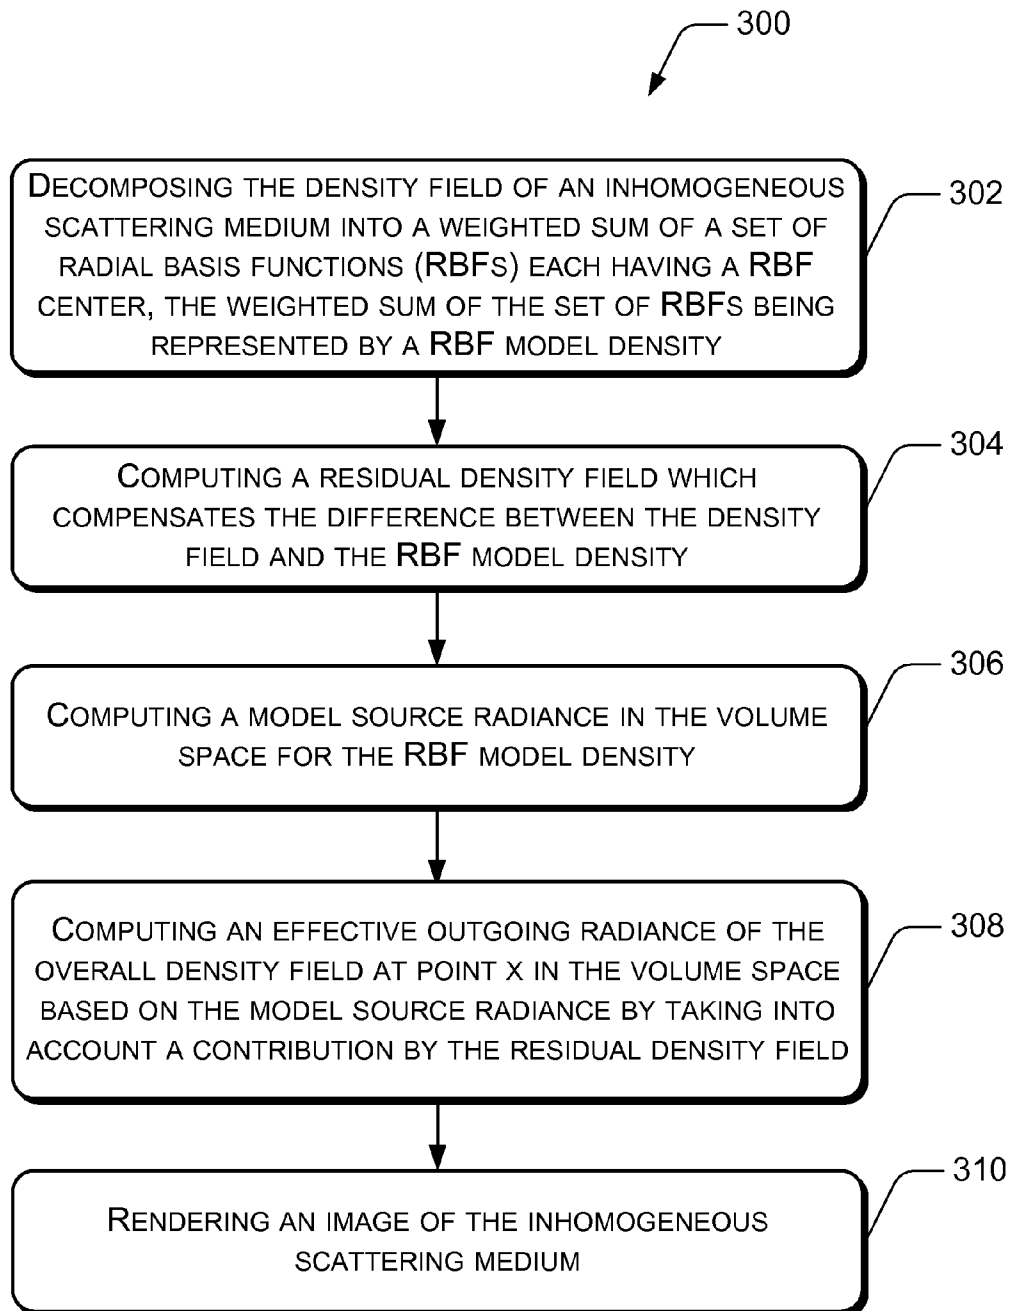 300
DECOMPOSING THE DENSITY FIELD OF AN INHOMOGENEOUS
SCATTERING MEDIUM INTO A WEIGHTED SUM OF A SET OF
RADIAL BASIS FUNCTIONS (RBFS) EACH HAVING A RBF
CENTER, THE WEIGHTED SUM OF THE SET OF RBFS BEING
REPRESENTED BY A RBF MODEL DENSITY
302
COMPUTING A RESIDUAL DENSITY FIELD WHICH
COMPENSATES THE DIFFERENCE BETWEEN THE DENSITY
FIELD AND THE RBF MODEL DENSITY
304
COMPUTING A MODEL SOURCE RADIANCE IN THE VOLUME
SPACE FOR THE RBF MODEL DENSITY
306
COMPUTING AN EFFECTIVE OUTGOING RADIANCE OF THE
OVERALL DENSITY FIELD AT POINT X IN THE VOLUME SPACE
BASED ON THE MODEL SOURCE RADIANCE BY TAKING INTO
ACCOUNT A CONTRIBUTION BY THE RESIDUAL DENSITY FIELD
308
RENDERING AN IMAGE OF THE INHOMOGENEOUS
SCATTERING MEDIUM
310